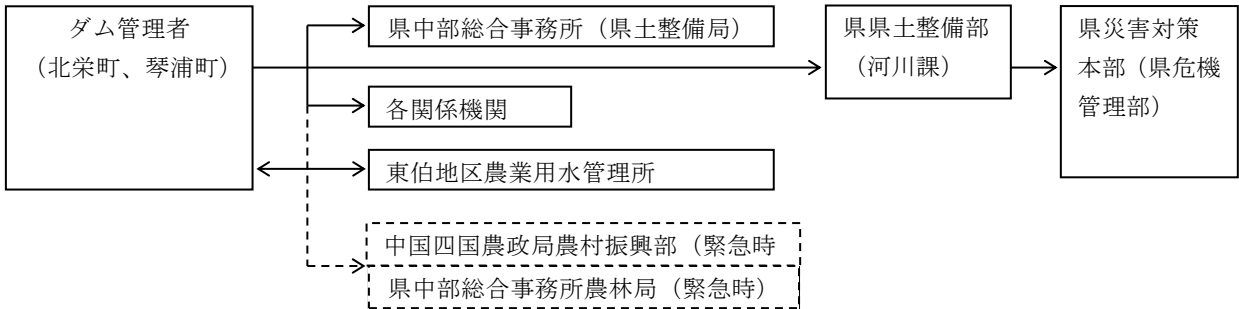 ダム管理者
（北栄町、琴浦町）
県中部総合事務所（県土整備局）
県県土整備部
（河川課）
県災害対策
本部（県危機
管理部）
各関係機関
東伯地区農業用水管理所
中国四国農政局農村振興部（緊急時
県中部総合事務所農林局（緊急時）